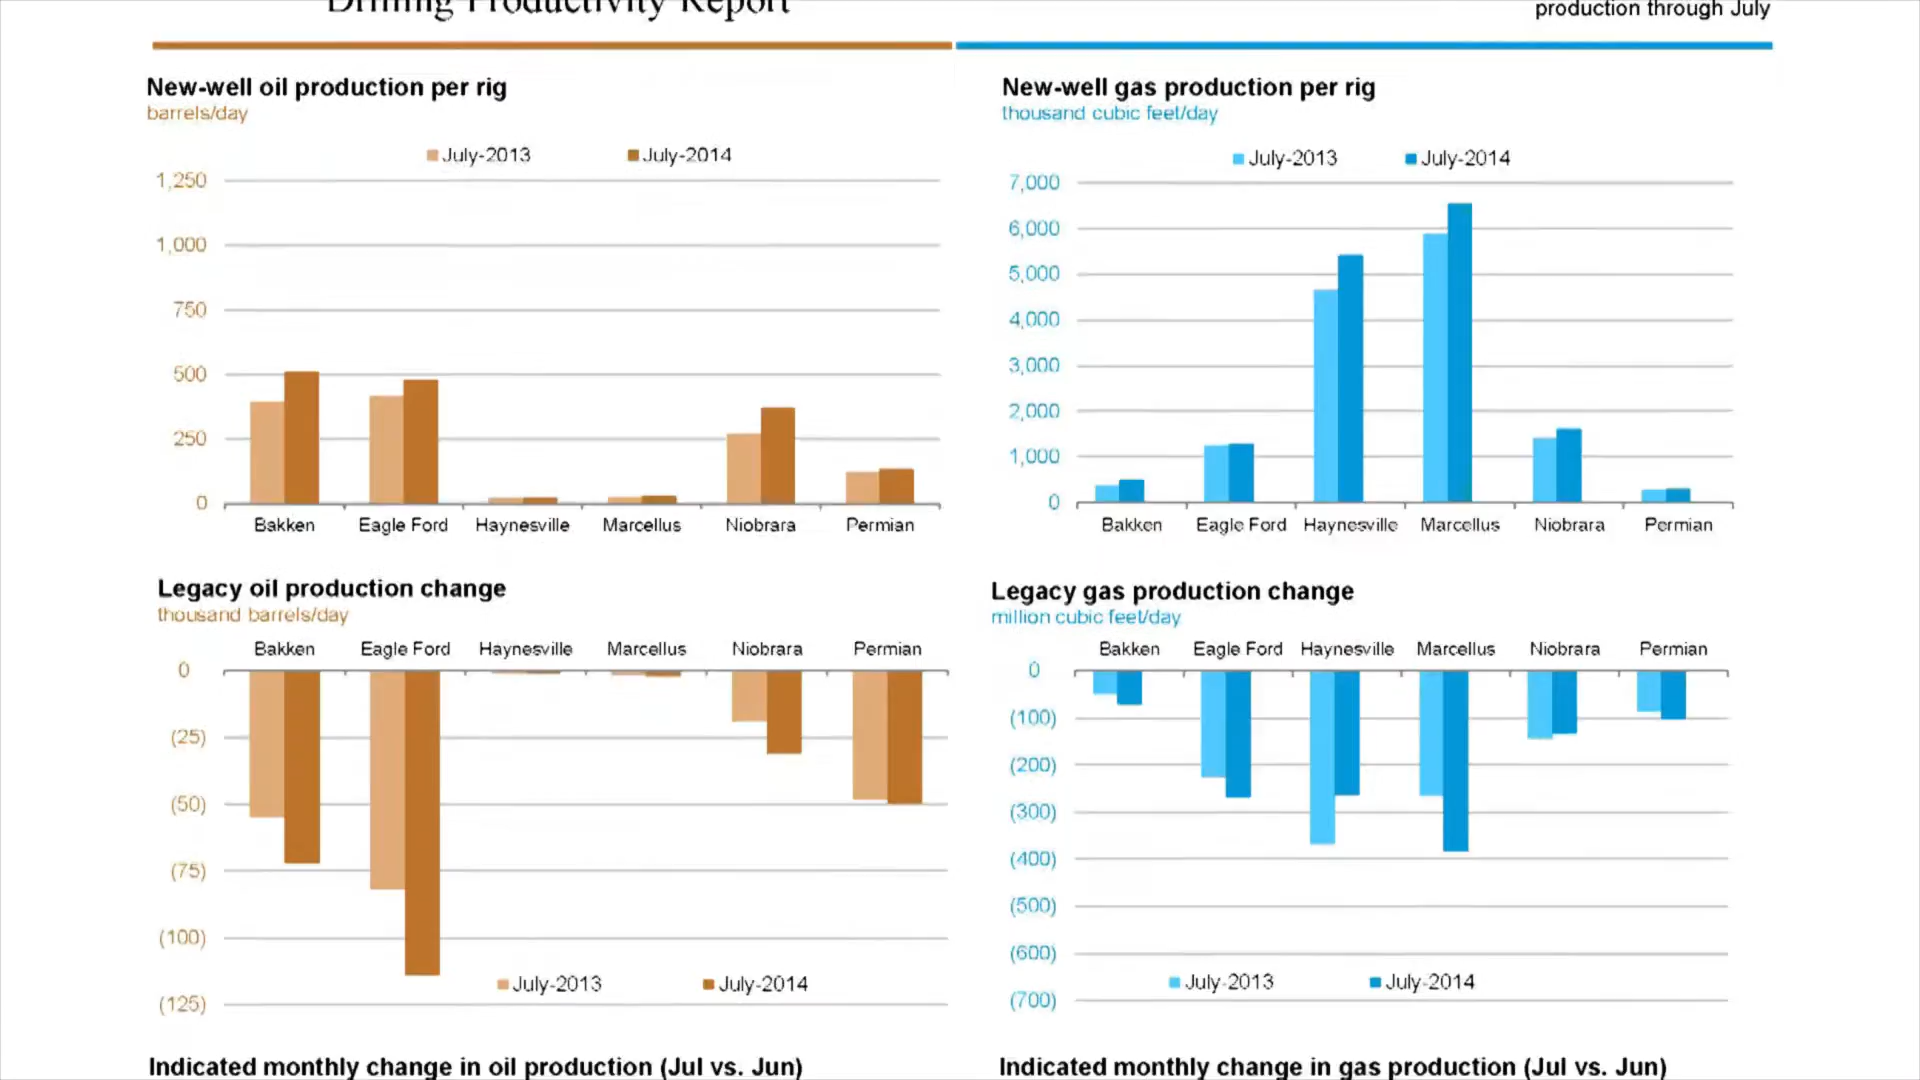 Drilling Productivity Report
production through July
New-well oil production per rig
barrels/day
July-2013 July-2014
1,250
1,000
750
500
250
0
Bakken Eagle Ford Haynesville Marcellus Niobrara Permian
New-well gas production per rig
thousand cubic feet/day
July-2013 July-2014
7,000
6,000
5,000
4,000
3,000
2,000
1,000
0
Bakken Eagle Ford Haynesville Marcellus Niobrara Permian
Legacy oil production change
thousand barrels/day
Bakken Eagle Ford Haynesville Marcellus Niobrara Permian
0
(25)
(50)
(75)
(100)
(125)
July-2013 July-2014
Legacy gas production change
million cubic feet/day
Bakken Eagle Ford Haynesville Marcellus Niobrara Permian
0
(100)
(200)
(300)
(400)
(500)
(600)
(700)
July-2013 July-2014
Indicated monthly change in oil production (Jul vs. Jun)
Indicated monthly change in gas production (Jul vs. Jun)